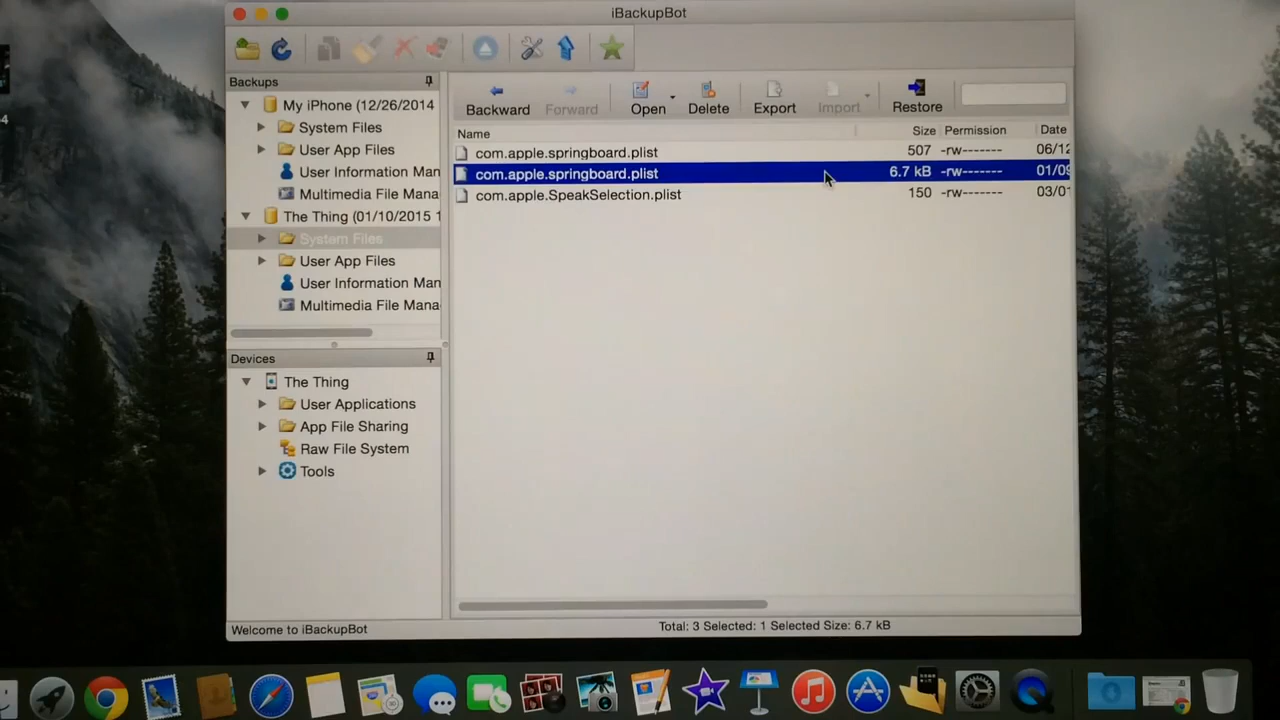 iBackupBot
Backups
My iPhone (12/26/2014
System Files
User App Files
User Information Man
Multimedia File Mana
The Thing (01/10/2015 1
System Files
User App Files
User Information Man
Multimedia File Mana
Devices
The Thing
User Applications
App File Sharing
Raw File System
Tools
Welcome to iBackupBot
Backward Forward Open Delete Export Import Restore
Name Size Permission Date
com.apple.springboard.plist 507 -rw------- 06/12
com.apple.springboard.plist 6.7 kB -rw------- 01/09
com.apple.SpeakSelection.plist 150 -rw------- 03/01
Total: 3 Selected: 1 Selected Size: 6.7 kB
4